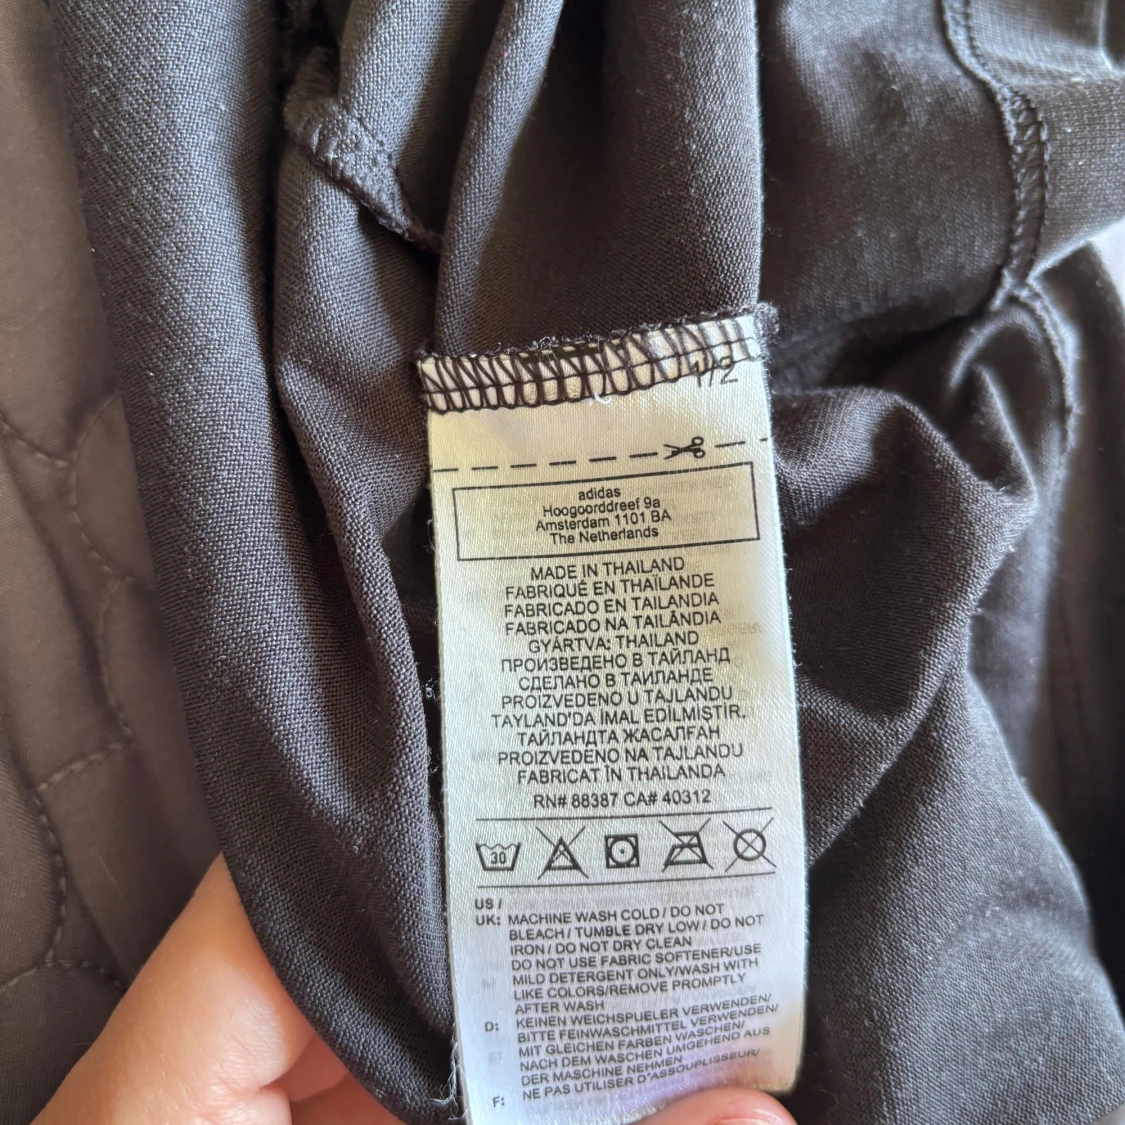 1/2
adidas
Hoogoorddreef 9a
Amsterdam 1101 BA
The Netherlands
MADE IN THAILAND
FABRIQUÉ EN THAÏLANDE
FABRICADO EN TAILANDIA
FABRICADO NA TAILÂNDIA
GYÁRTVA: THAILAND
ПРОИЗВЕДЕНО В ТАЙЛАНД
СДЕЛАНО В ТАИЛАНДЕ
PROIZVEDENO U TAJLANDU
TAYLAND'DA IMAL EDİLMİŞTİR.
ТАЙЛАНДТА ЖАСАЛҒАН
PROIZVEDENO NA TAJLANDU
FABRICAT ÎN THAILANDA
RN# 88387 CA# 40312
30
US /
UK: MACHINE WASH COLD / DO NOT
BLEACH / TUMBLE DRY LOW / DO NOT
IRON / DO NOT DRY CLEAN
DO NOT USE FABRIC SOFTENER/USE
MILD DETERGENT ONLY/WASH WITH
LIKE COLORS/REMOVE PROMPTLY
AFTER WASH
D: KEINEN WEICHSPUELER VERWENDEN/
BITTE FEINWASCHMITTEL VERWENDEN/
MIT GLEICHEN FARBEN WASCHEN/
NACH DEM WASCHEN UMGEHEND AUS
DER MASCHINE NEHMEN
F: NE PAS UTILISER D'ASSOUPLISSEUR/